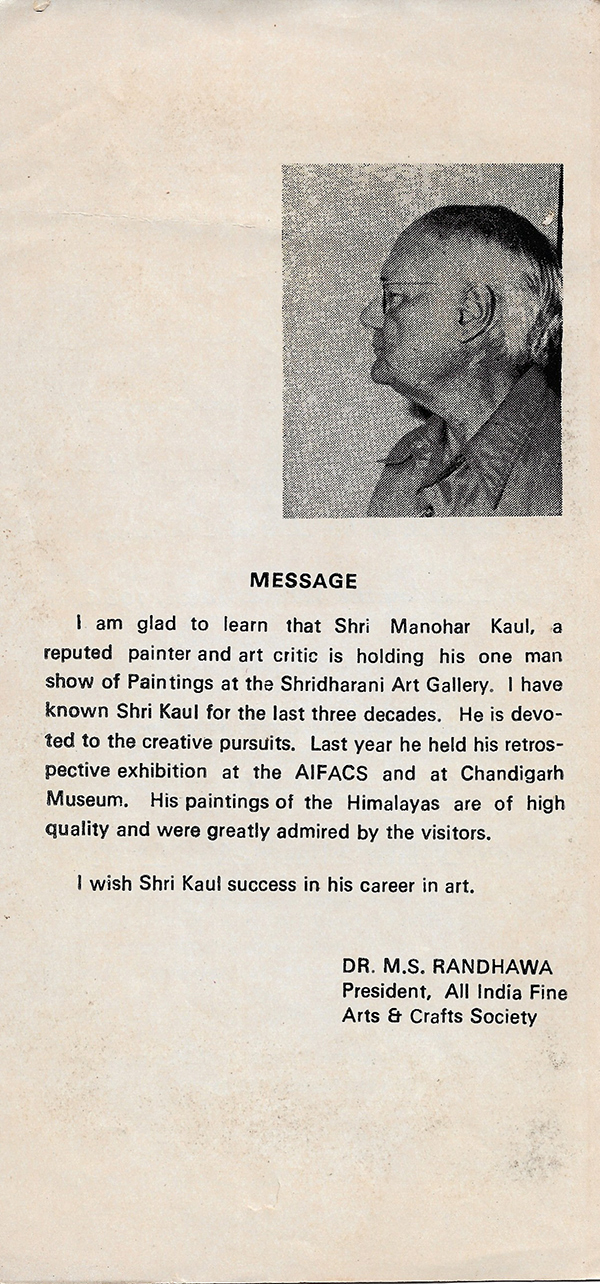 MESSAGE
I am glad to learn that Shri Manohar Kaul, a
reputed painter and art critic is holding his one man
show of Paintings at the Shridharani Art Gallery. I have
known Shri Kaul for the last three decades. He is devo-
ted to the creative pursuits. Last year he held his retros-
pective exhibition at the AIFACS and at Chandigarh
Museum. His paintings of the Himalayas are of high
quality and were greatly admired by the visitors.
I wish Shri Kaul success in his career in art.
DR. M.S. RANDHAWA
President, All India Fine
Arts & Crafts Society